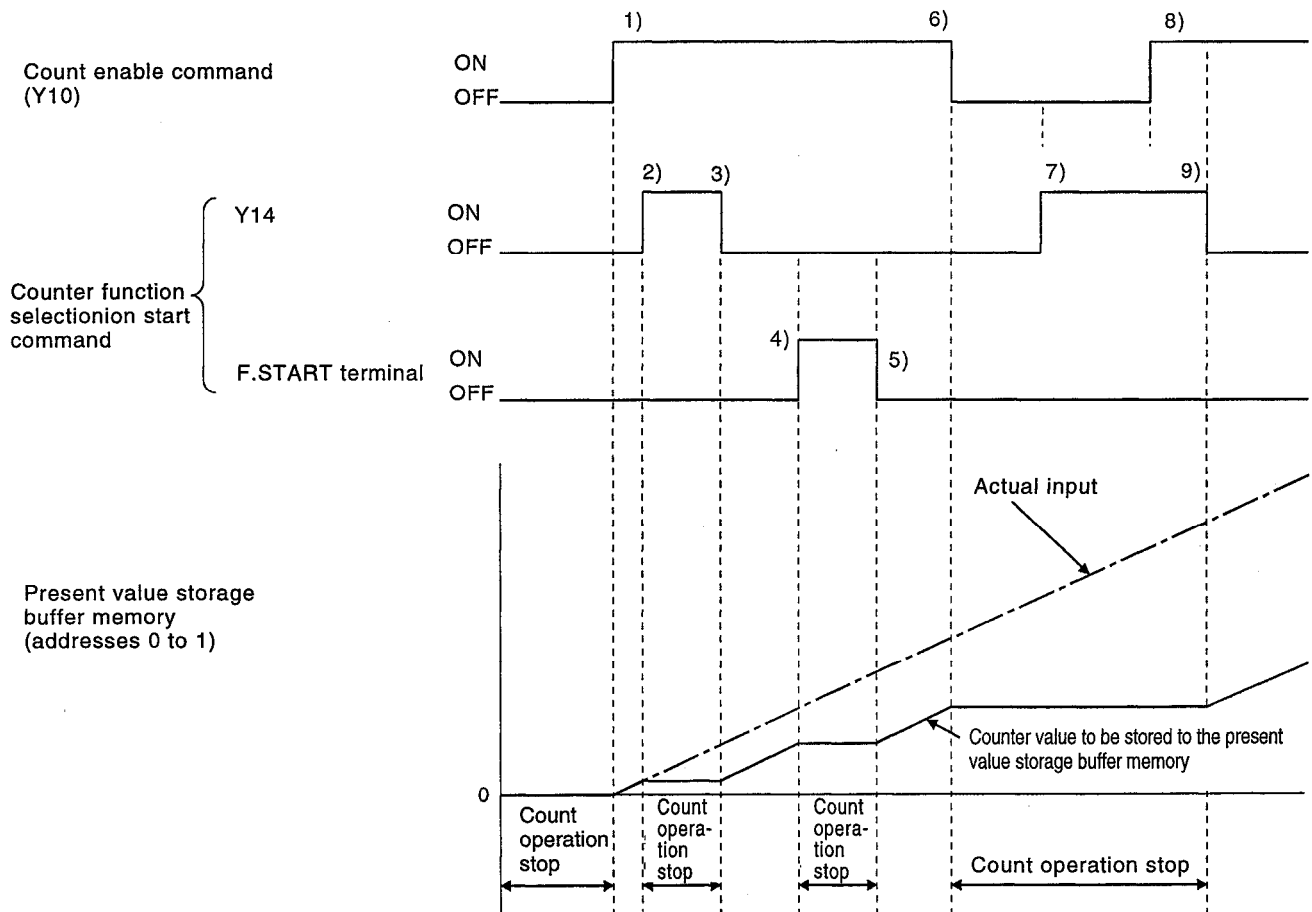 1)
6)
8)
Count enable command
(Y10)
ON
OFF
2)
3)
7)
9)
Y14
ON
OFF
Counter function
selectionion start
command
4)
5)
F.START terminal
ON
OFF
Actual input
Present value storage
buffer memory
(addresses 0 to 1)
Counter value to be stored to the present
value storage buffer memory
0
Count
operation
stop
Count
opera-
tion
stop
Count
opera-
tion
stop
Count operation stop